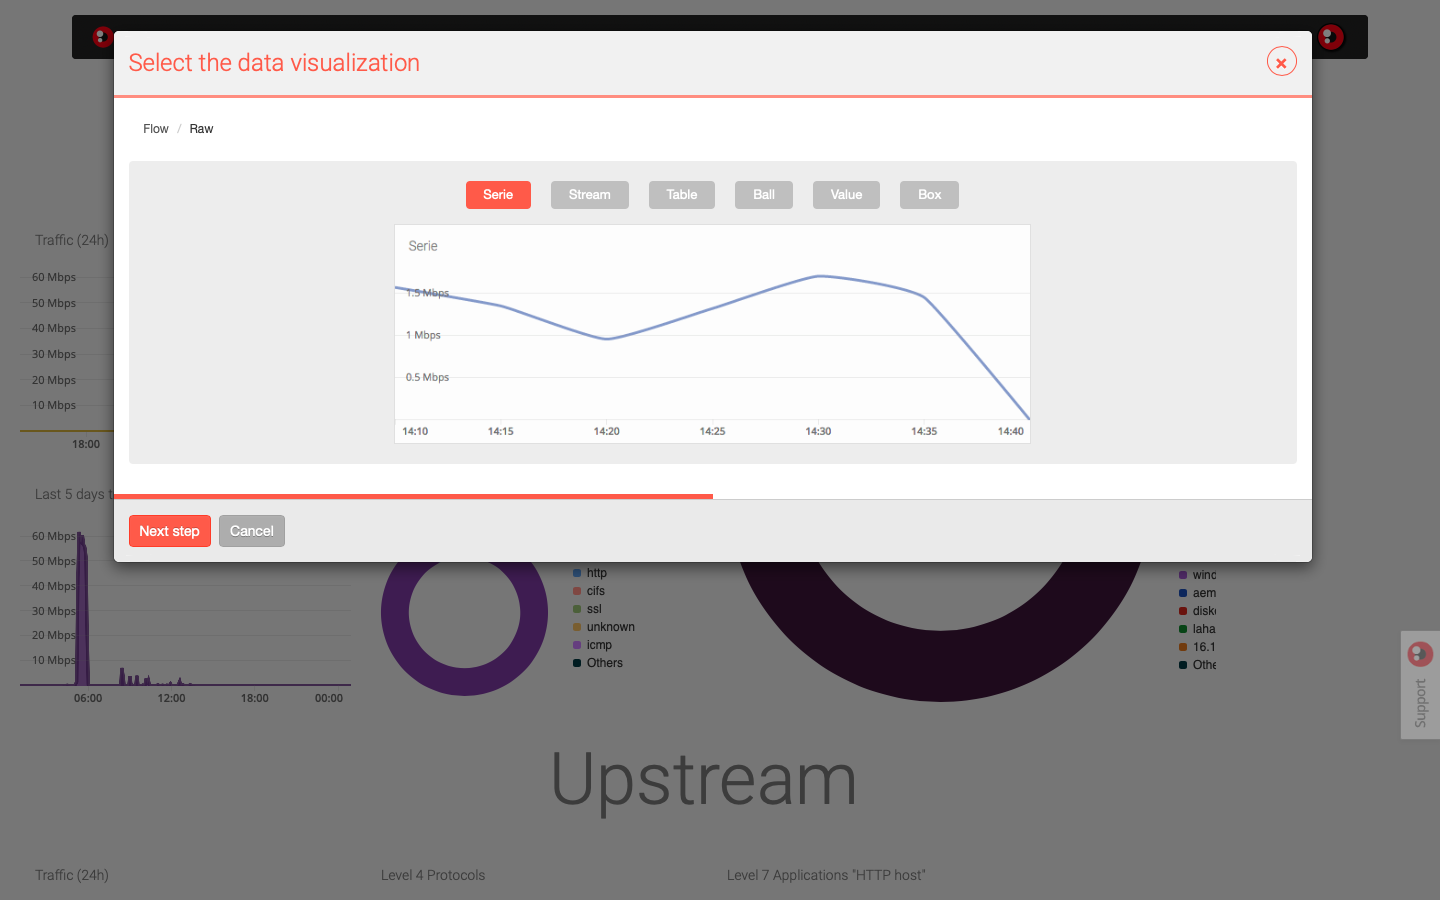 Select the data visualization
Flow / Raw
Serie Stream Table Ball Value Box
Serie
1.5 Mbps
1 Mbps
0.5 Mbps
14:10 14:15 14:20 14:25 14:30 14:35 14:40
Next step Cancel
Traffic (24h)
60 Mbps
50 Mbps
40 Mbps
30 Mbps
20 Mbps
10 Mbps
18:00
Last 5 days t
60 Mbps
50 Mbps
40 Mbps
30 Mbps
20 Mbps
10 Mbps
06:00 12:00 18:00 00:00
http
cifs
ssl
unknown
icmp
Others
wind
aem
disk
laha
16.1
Othe
Support
Upstream
Traffic (24h)
Level 4 Protocols
Level 7 Applications "HTTP host"